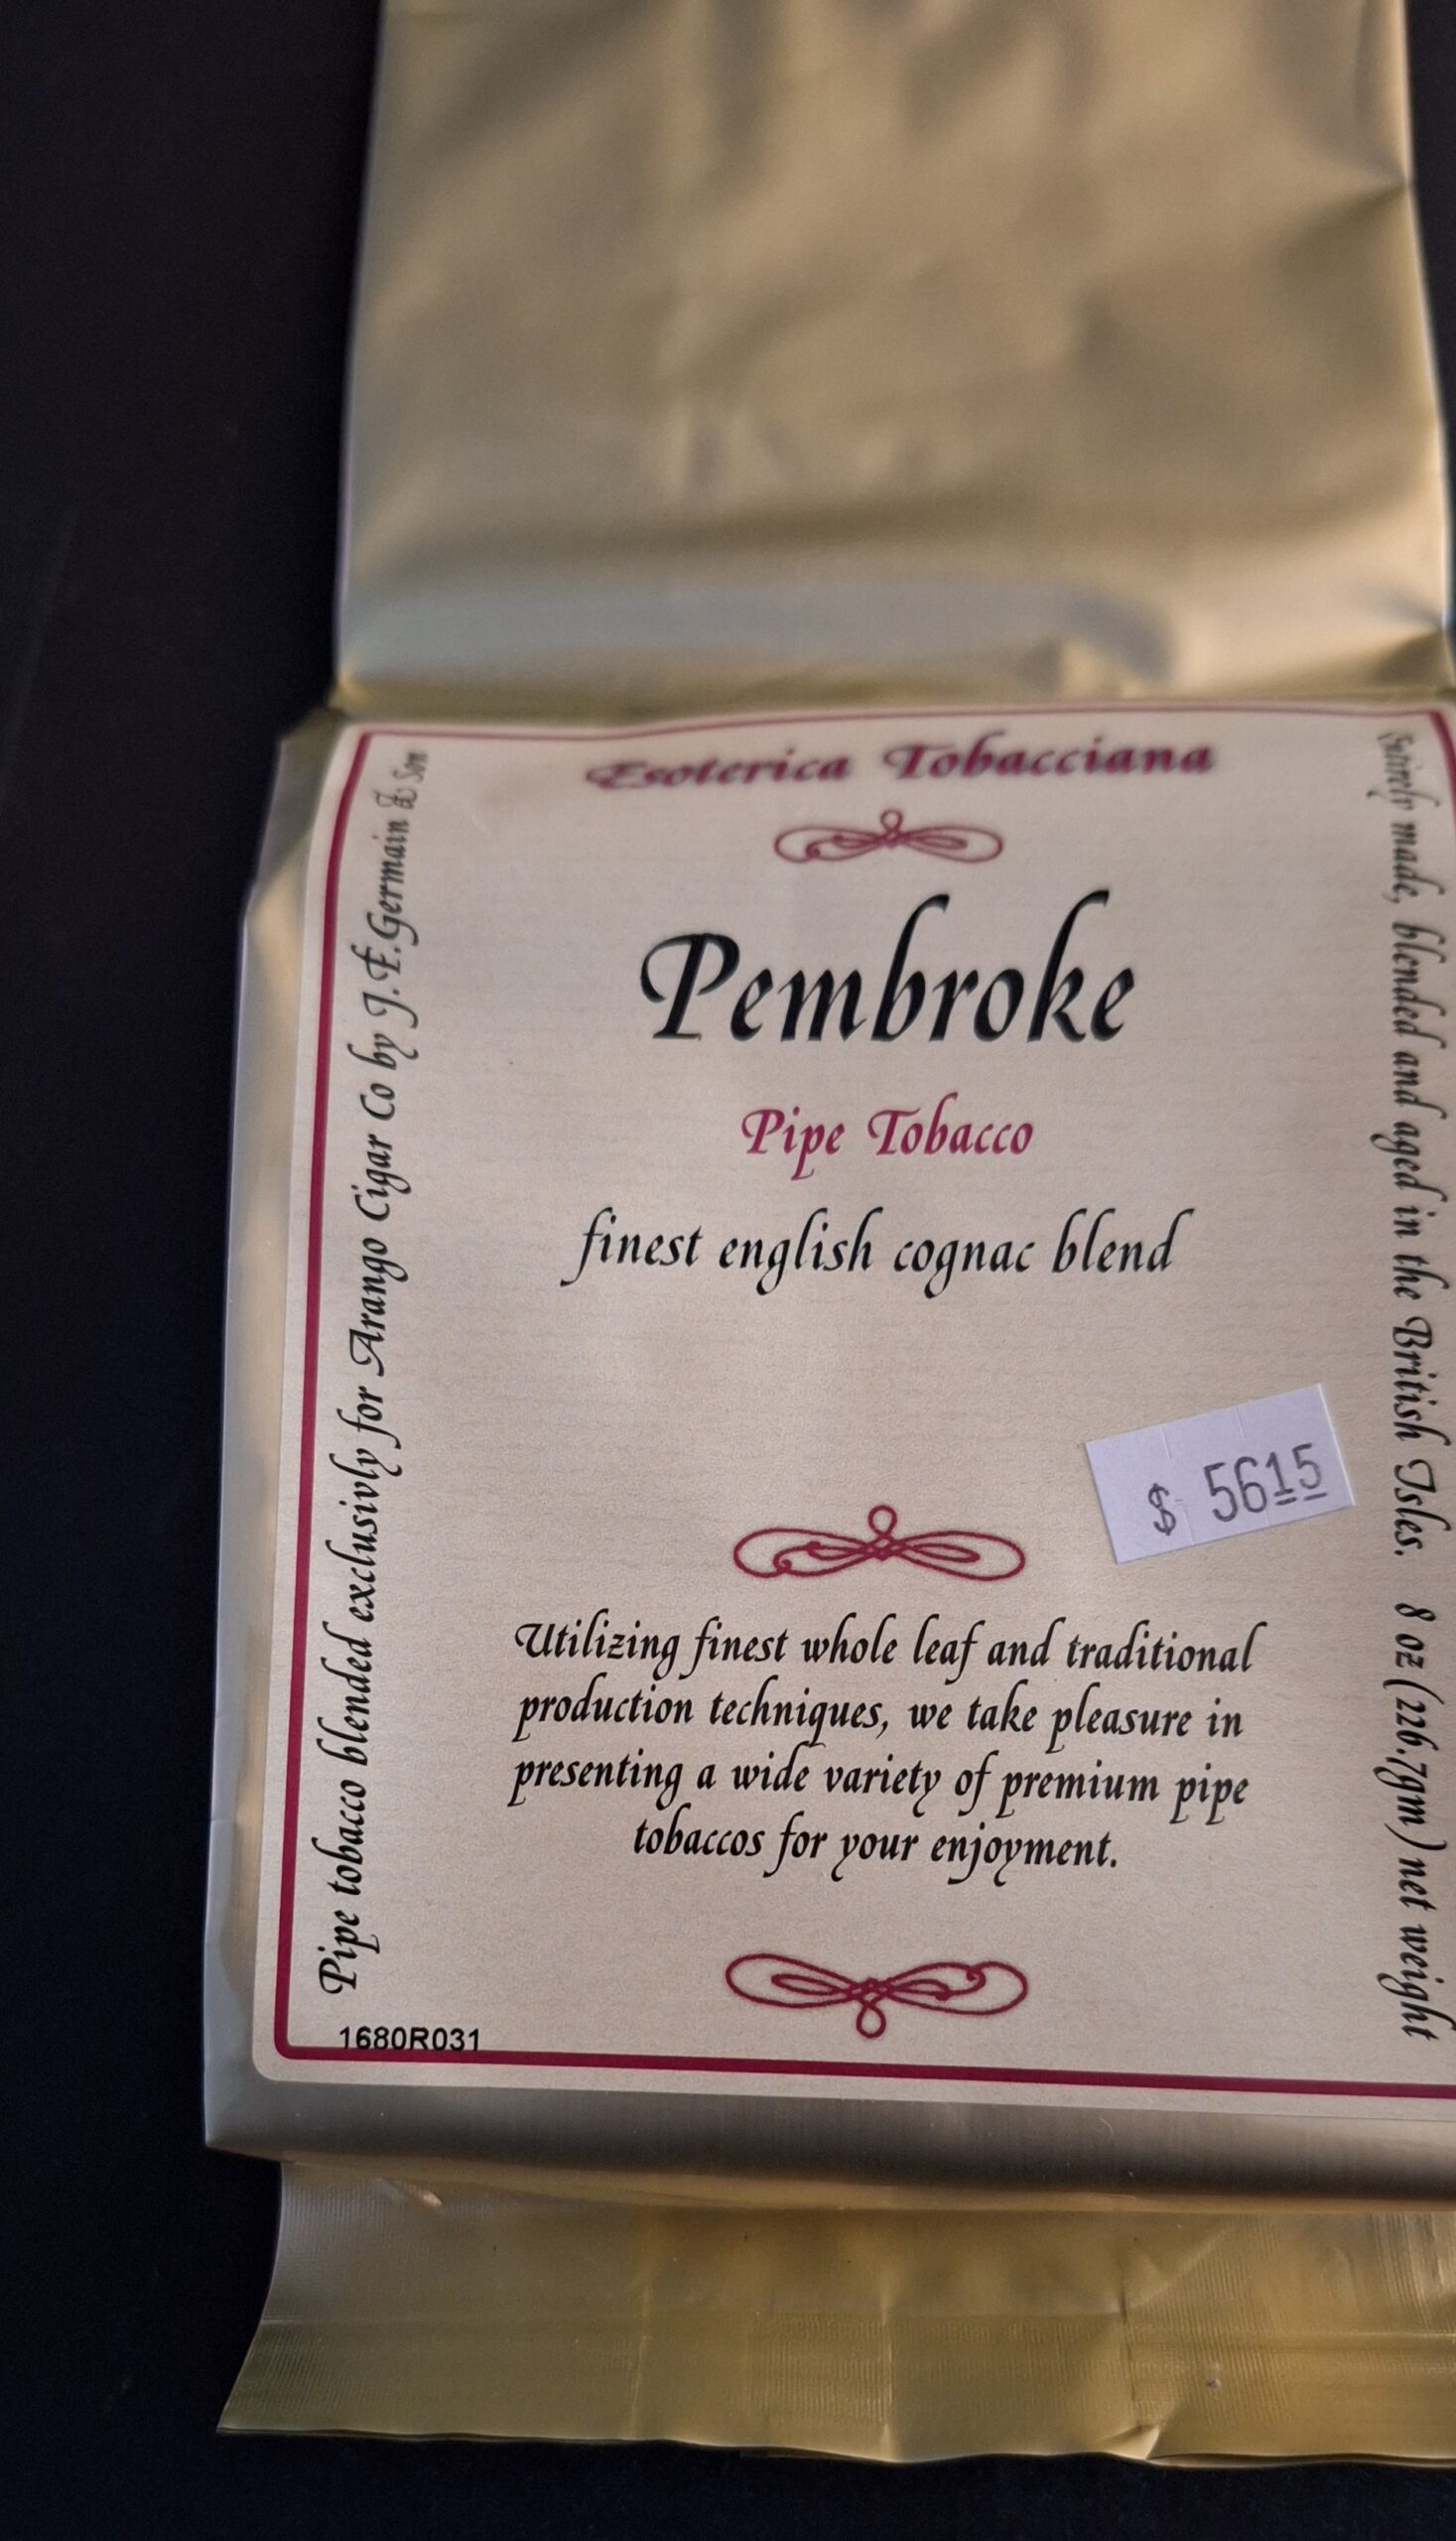 Esoterica Tobacciana
Pembroke
Pipe Tobacco
finest english cognac blend
$ 5615
Utilizing finest whole leaf and traditional
production techniques, we take pleasure in
presenting a wide variety of premium pipe
tobaccos for your enjoyment.
Pipe tobacco blended exclusivly for Arango Cigar Co by J.E.Germain & Son
Entirely made, blended and aged in the British Isles. 8 oz (226.7gm) net weight
1680R031